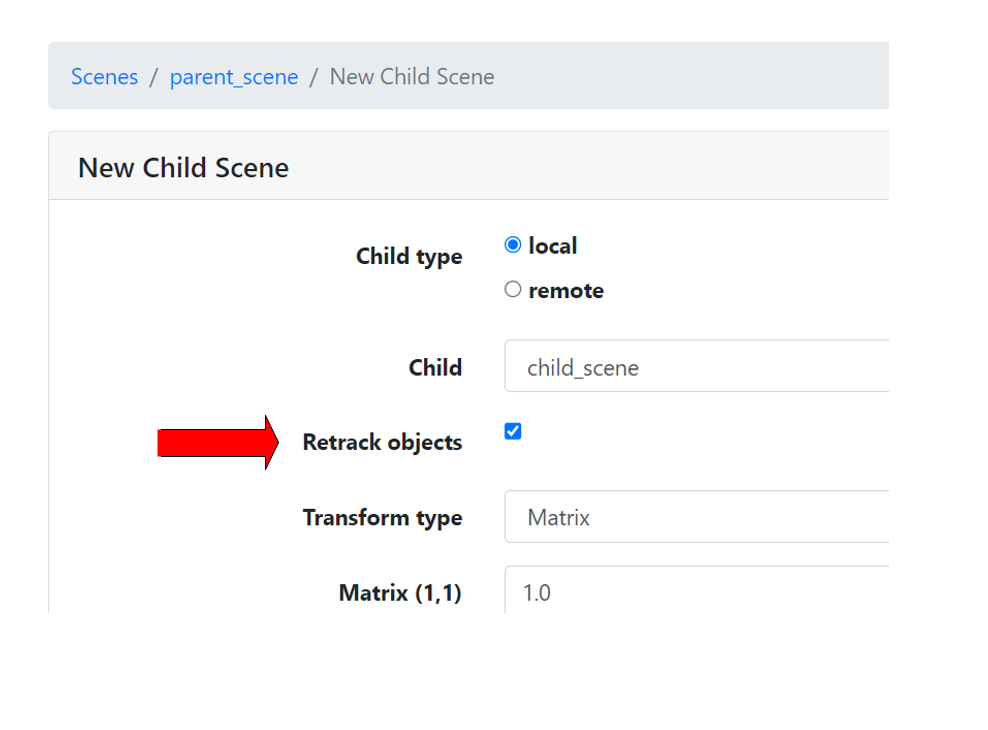 Scenes / parent_scene / New Child Scene
New Child Scene
Child type
local
remote
Child
child_scene
Retrack objects
Transform type
Matrix
Matrix (1,1)
1.0